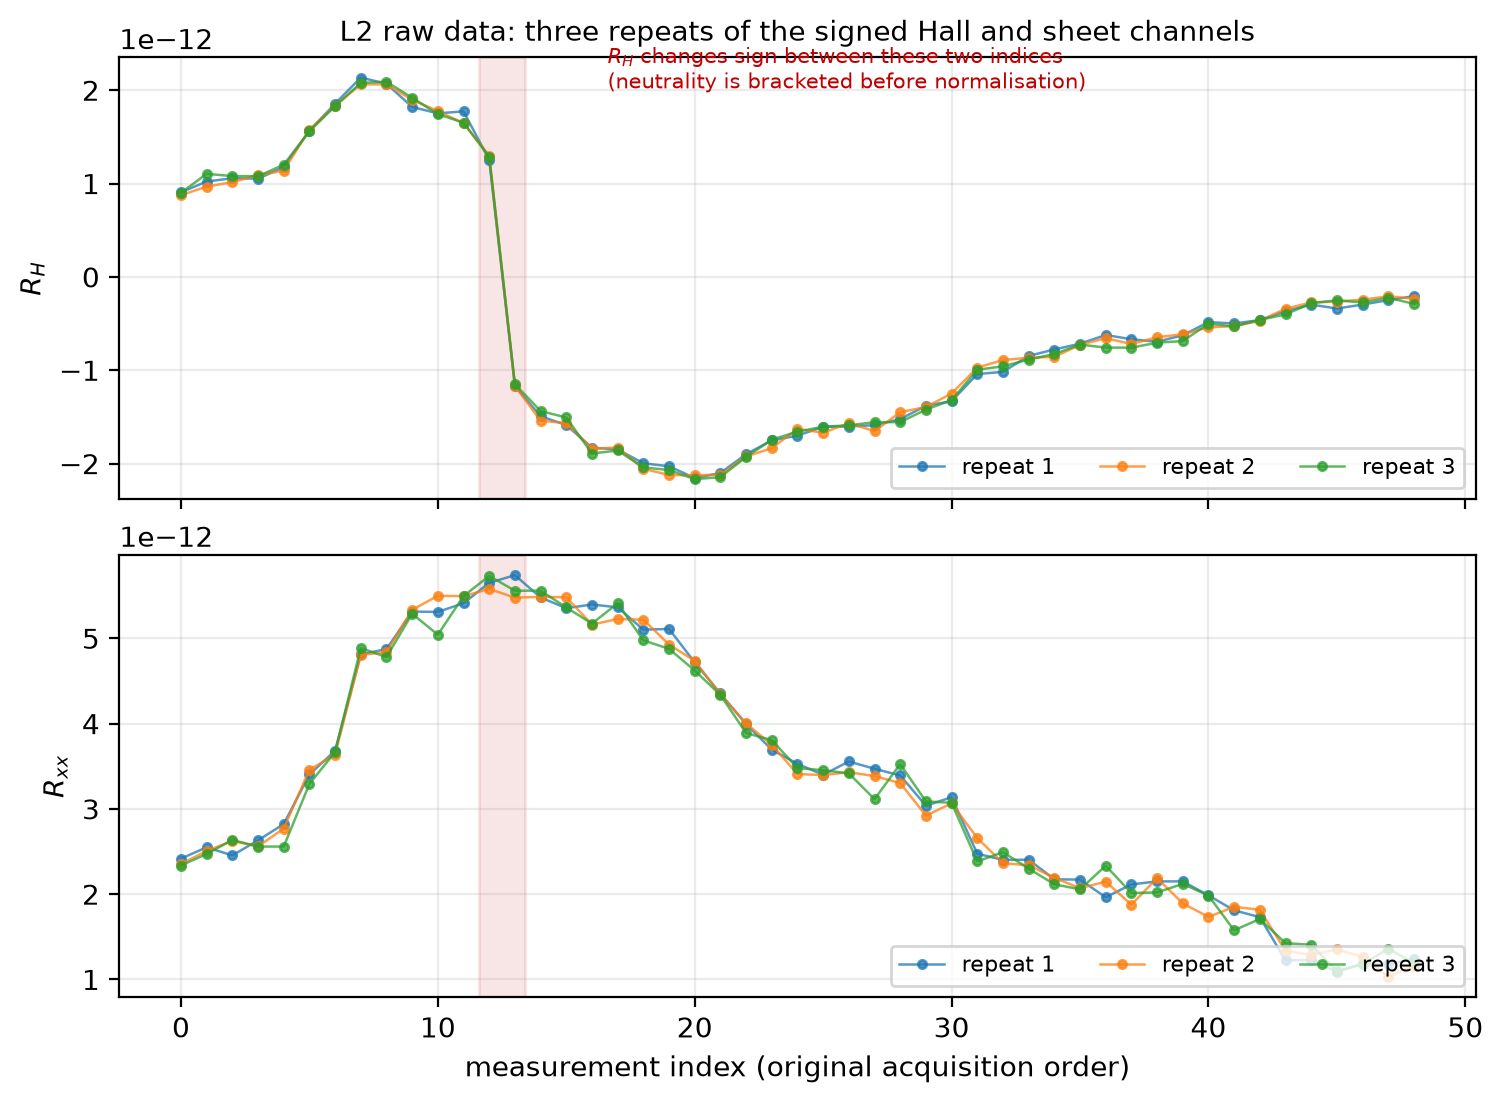 L2 raw data: three repeats of the signed Hall and sheet channels
1e−12
R_H changes sign between these two indices
(neutrality is bracketed before normalisation)
2
1
0
−1
−2
R_H
repeat 1 repeat 2 repeat 3
1e−12
5
4
3
2
1
R_xx
repeat 1 repeat 2 repeat 3
0 10 20 30 40 50
measurement index (original acquisition order)